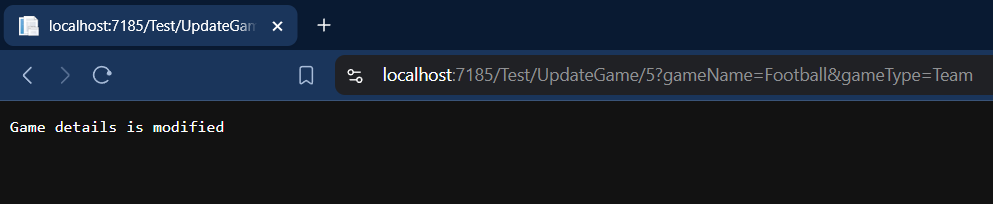 localhost:7185/Test/UpdateGam
localhost:7185/Test/UpdateGame/5?gameName=Football&gameType=Team
Game details is modified